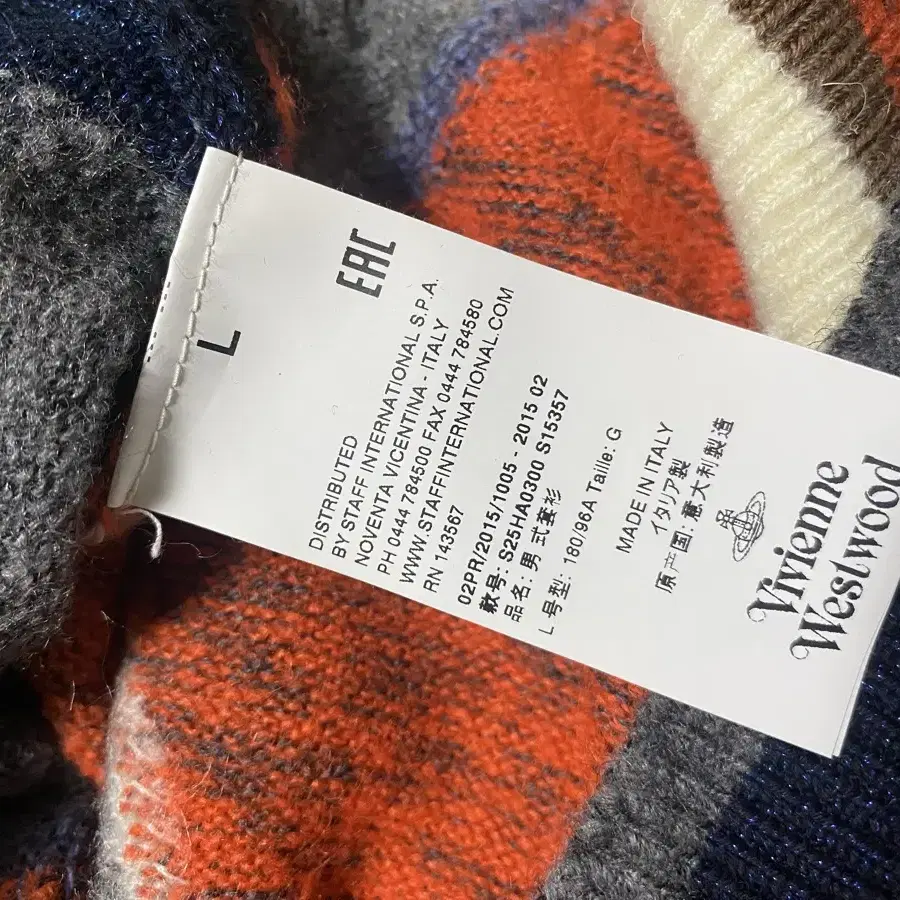 L
EAC
DISTRIBUTED
BY STAFF INTERNATIONAL S.P.A.
NOVENTA VICENTINA - ITALY
PH 0444 784500 FAX 0444 784580
WWW.STAFFINTERNATIONAL.COM
RN 143567
02PR/2015/1005 - 2015 02
款号: S25HA0300 S15357
品名: 男 式套衫
L 号型: 180/96A Taille: G
MADE IN ITALY
イタリア製
原产国: 意大利製造
Vivienne
Westwood